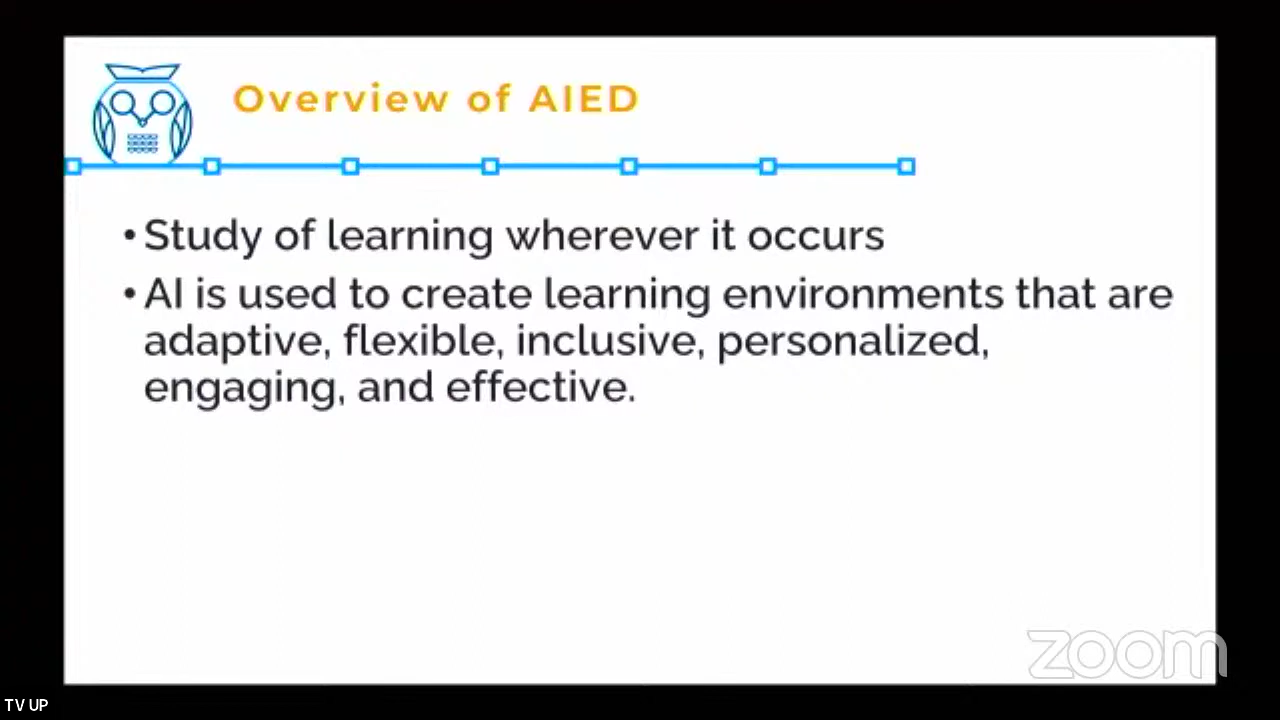 Overview of AIED
• Study of learning wherever it occurs
• AI is used to create learning environments that are
adaptive, flexible, inclusive, personalized,
engaging, and effective.
zoom
TV UP